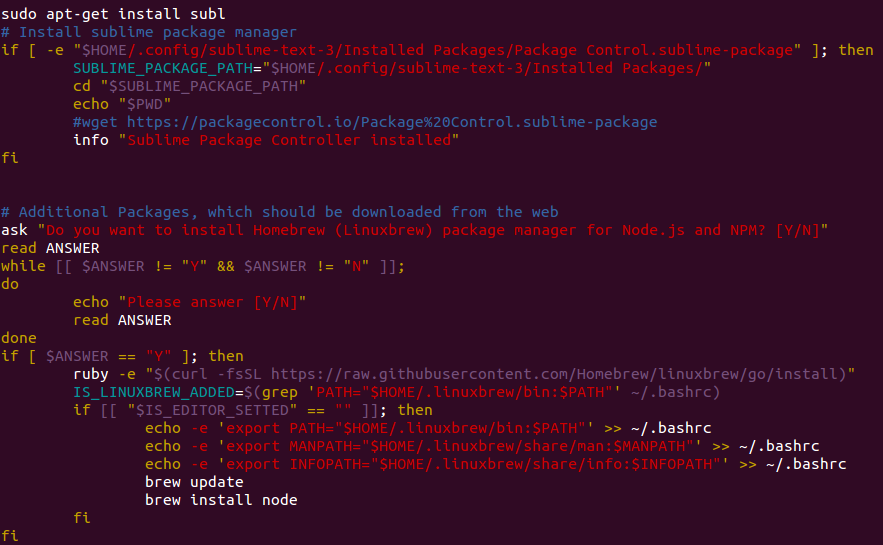 sudo apt-get install subl
# Install sublime package manager
if [ -e "$HOME/.config/sublime-text-3/Installed Packages/Package Control.sublime-package" ]; then
        SUBLIME_PACKAGE_PATH="$HOME/.config/sublime-text-3/Installed Packages/"
        cd "$SUBLIME_PACKAGE_PATH"
        echo "$PWD"
        #wget https://packagecontrol.io/Package%20Control.sublime-package
        info "Sublime Package Controller installed"
fi
# Additional Packages, which should be downloaded from the web
ask "Do you want to install Homebrew (Linuxbrew) package manager for Node.js and NPM? [Y/N]"
read ANSWER
while [[ $ANSWER != "Y" && $ANSWER != "N" ]];
do
        echo "Please answer [Y/N]"
        read ANSWER
done
if [ $ANSWER == "Y" ]; then
        ruby -e "$(curl -fsSL https://raw.githubusercontent.com/Homebrew/linuxbrew/go/install)"
        IS_LINUXBREW_ADDED=$(grep 'PATH="$HOME/.linuxbrew/bin:$PATH"' ~/.bashrc)
        if [[ "$IS_EDITOR_SETTED" == "" ]]; then
                echo -e 'export PATH="$HOME/.linuxbrew/bin:$PATH"' >> ~/.bashrc
                echo -e 'export MANPATH="$HOME/.linuxbrew/share/man:$MANPATH"' >> ~/.bashrc
                echo -e 'export INFOPATH="$HOME/.linuxbrew/share/info:$INFOPATH"' >> ~/.bashrc
                brew update
                brew install node
        fi
fi